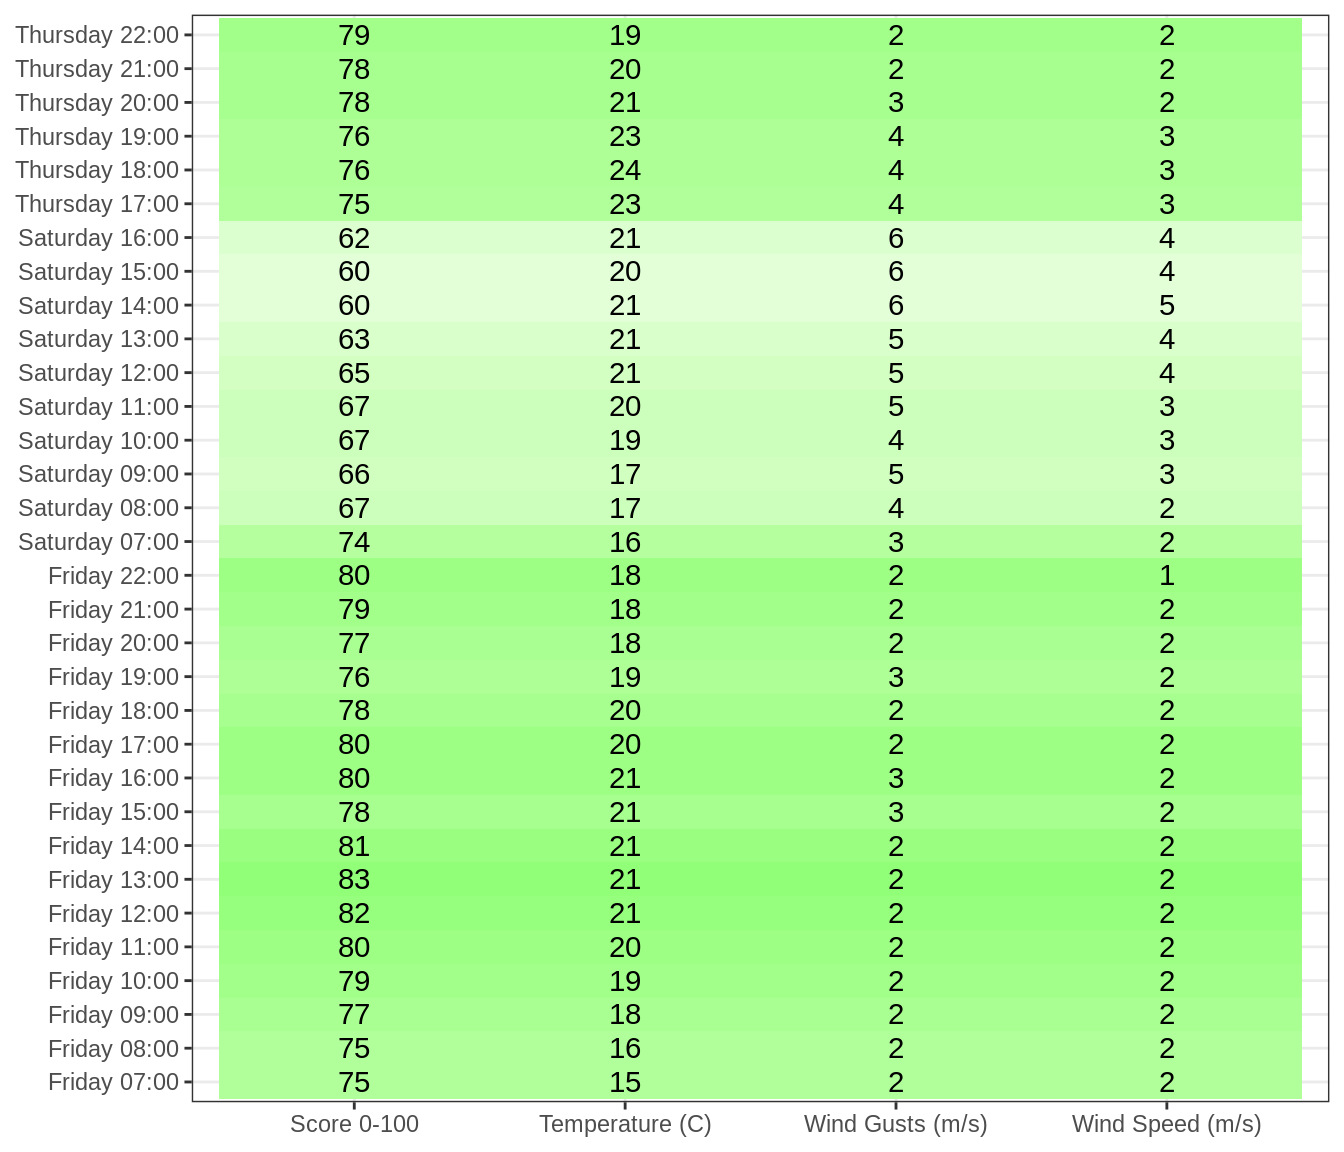 Thursday 22:00 79 19 2 2
Thursday 21:00 78 20 2 2
Thursday 20:00 78 21 3 2
Thursday 19:00 76 23 4 3
Thursday 18:00 76 24 4 3
Thursday 17:00 75 23 4 3
Saturday 16:00 62 21 6 4
Saturday 15:00 60 20 6 4
Saturday 14:00 60 21 6 5
Saturday 13:00 63 21 5 4
Saturday 12:00 65 21 5 4
Saturday 11:00 67 20 5 3
Saturday 10:00 67 19 4 3
Saturday 09:00 66 17 5 3
Saturday 08:00 67 17 4 2
Saturday 07:00 74 16 3 2
Friday 22:00 80 18 2 1
Friday 21:00 79 18 2 2
Friday 20:00 77 18 2 2
Friday 19:00 76 19 3 2
Friday 18:00 78 20 2 2
Friday 17:00 80 20 2 2
Friday 16:00 80 21 3 2
Friday 15:00 78 21 3 2
Friday 14:00 81 21 2 2
Friday 13:00 83 21 2 2
Friday 12:00 82 21 2 2
Friday 11:00 80 20 2 2
Friday 10:00 79 19 2 2
Friday 09:00 77 18 2 2
Friday 08:00 75 16 2 2
Friday 07:00 75 15 2 2
Score 0-100 Temperature (C) Wind Gusts (m/s) Wind Speed (m/s)